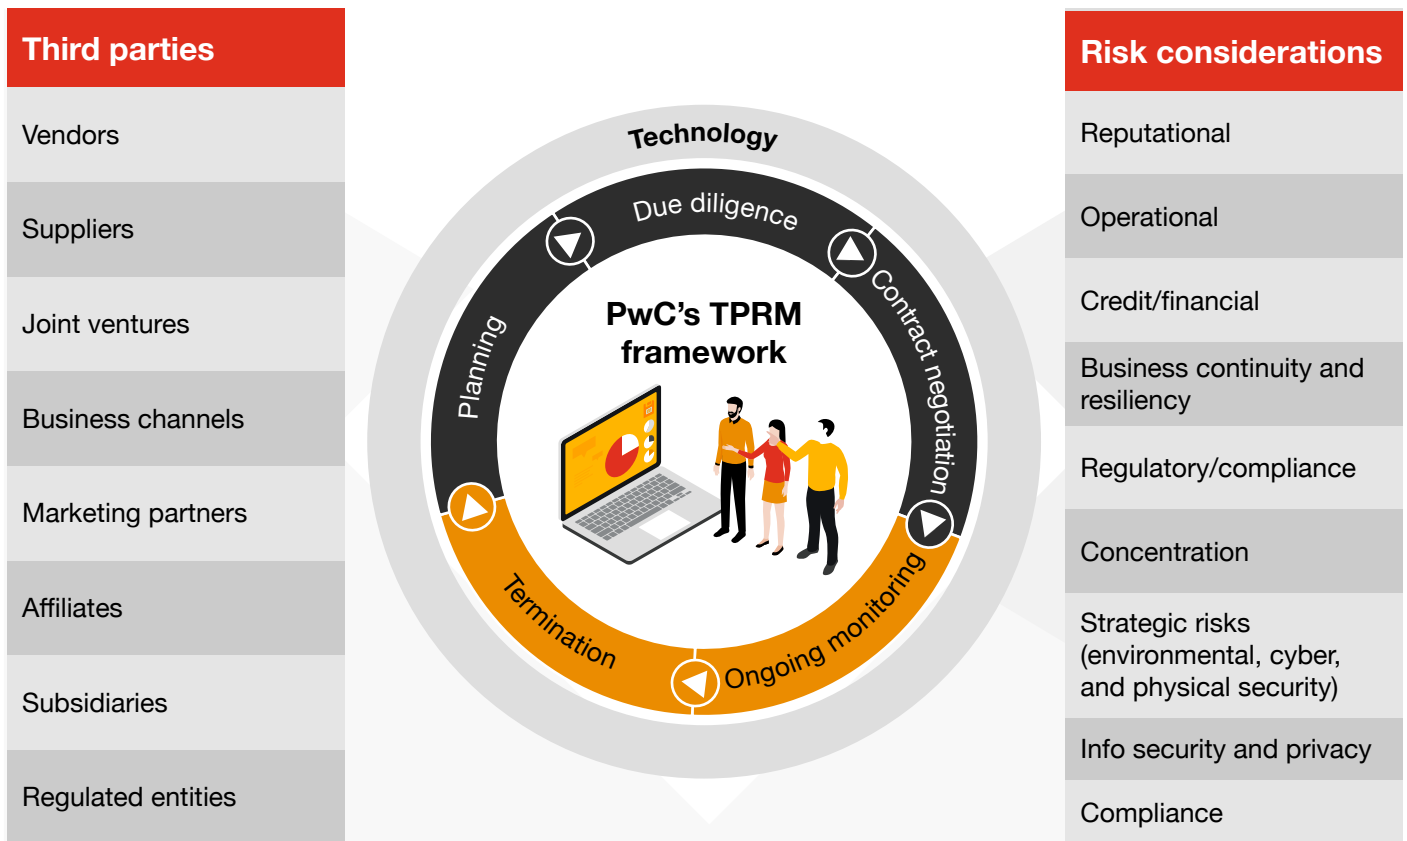 Third parties
Vendors
Suppliers
Joint ventures
Business channels
Marketing partners
Affiliates
Subsidiaries
Regulated entities
Technology
Planning
Due diligence
Contract negotiation
Ongoing monitoring
Termination
PwC’s TPRM
framework
Risk considerations
Reputational
Operational
Credit/financial
Business continuity and
resiliency
Regulatory/compliance
Concentration
Strategic risks
(environmental, cyber,
and physical security)
Info security and privacy
Compliance